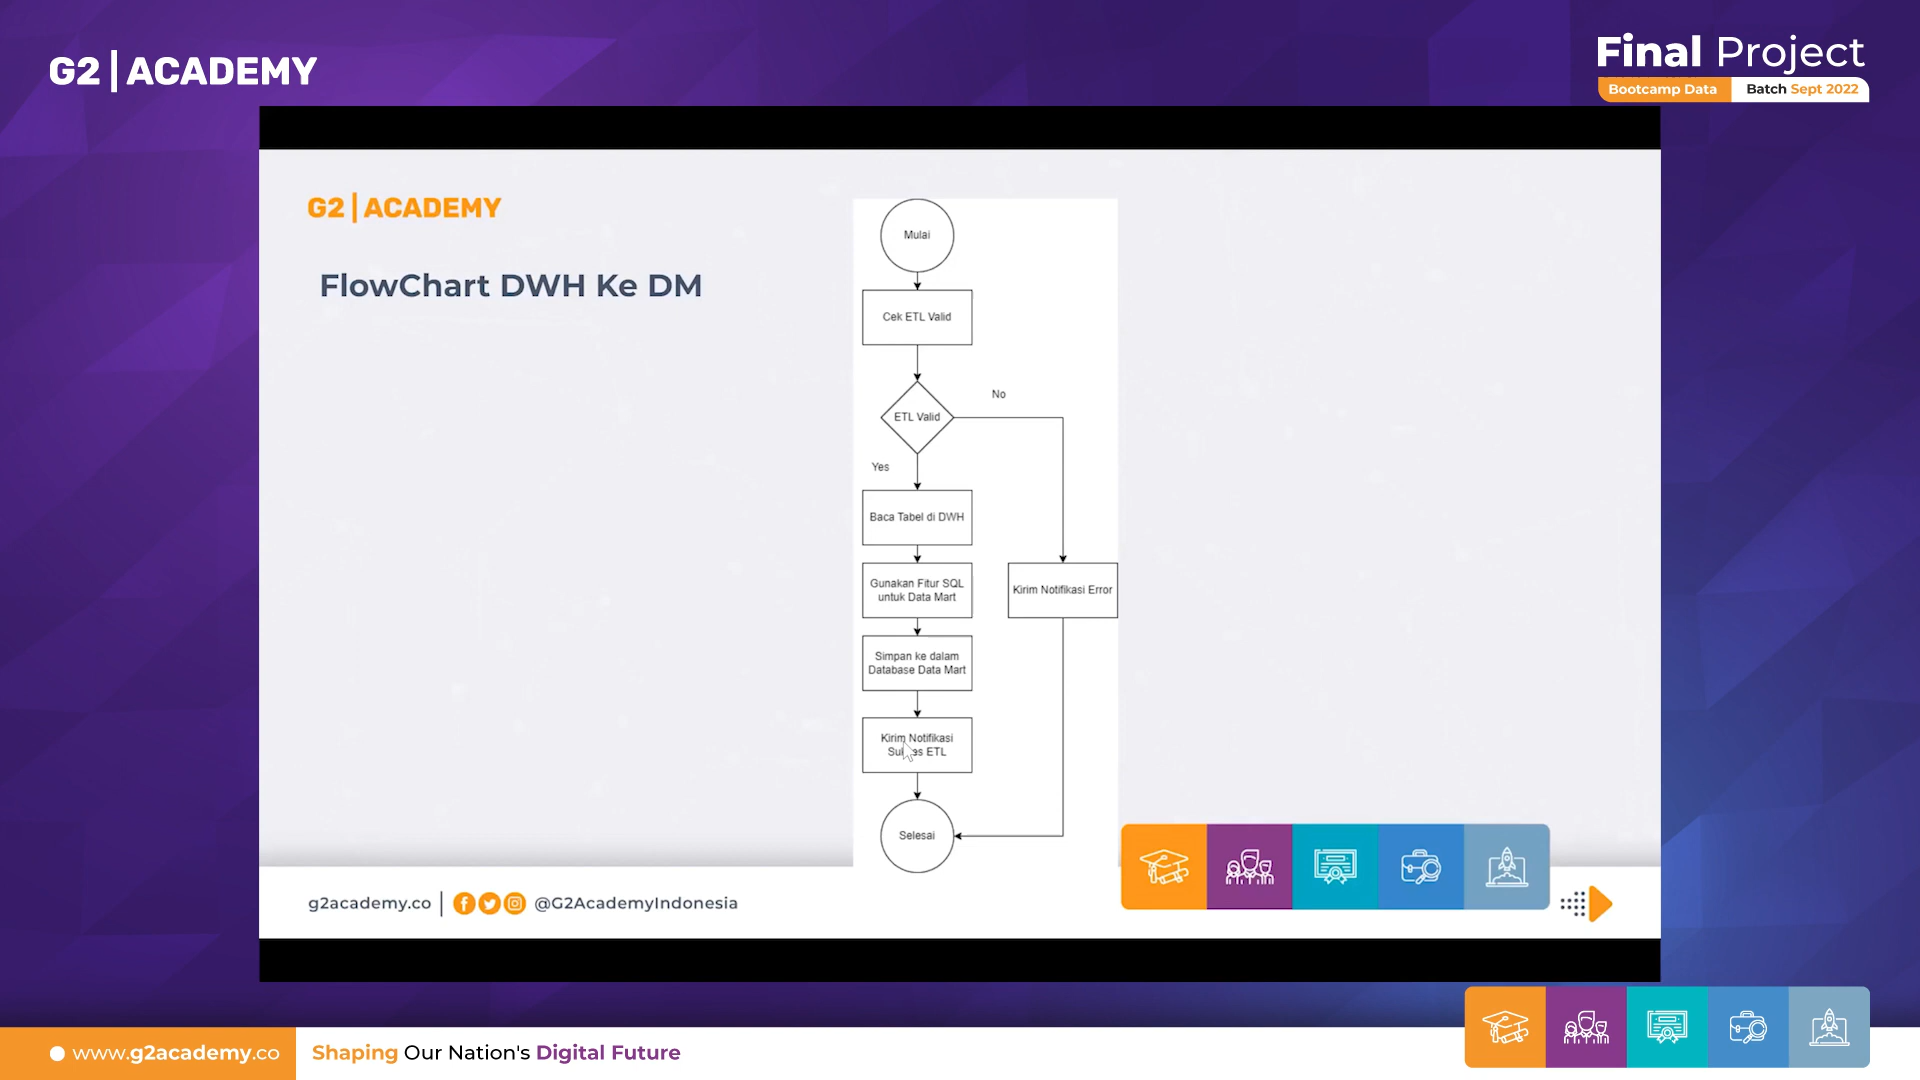 G2 | ACADEMY
Final Project
Bootcamp Data
Batch Sept 2022
G2 | ACADEMY
FlowChart DWH Ke DM
Mulai
Cek ETL Valid
No
ETL Valid
Yes
Baca Tabel di DWH
Gunakan Fitur SQL
untuk Data Mart
Kirim Notifikasi Error
Simpan ke dalam
Database Data Mart
Kirim Notifikasi
Sukses ETL
Selesai
g2academy.co
@G2AcademyIndonesia
www.g2academy.co
Shaping Our Nation's Digital Future